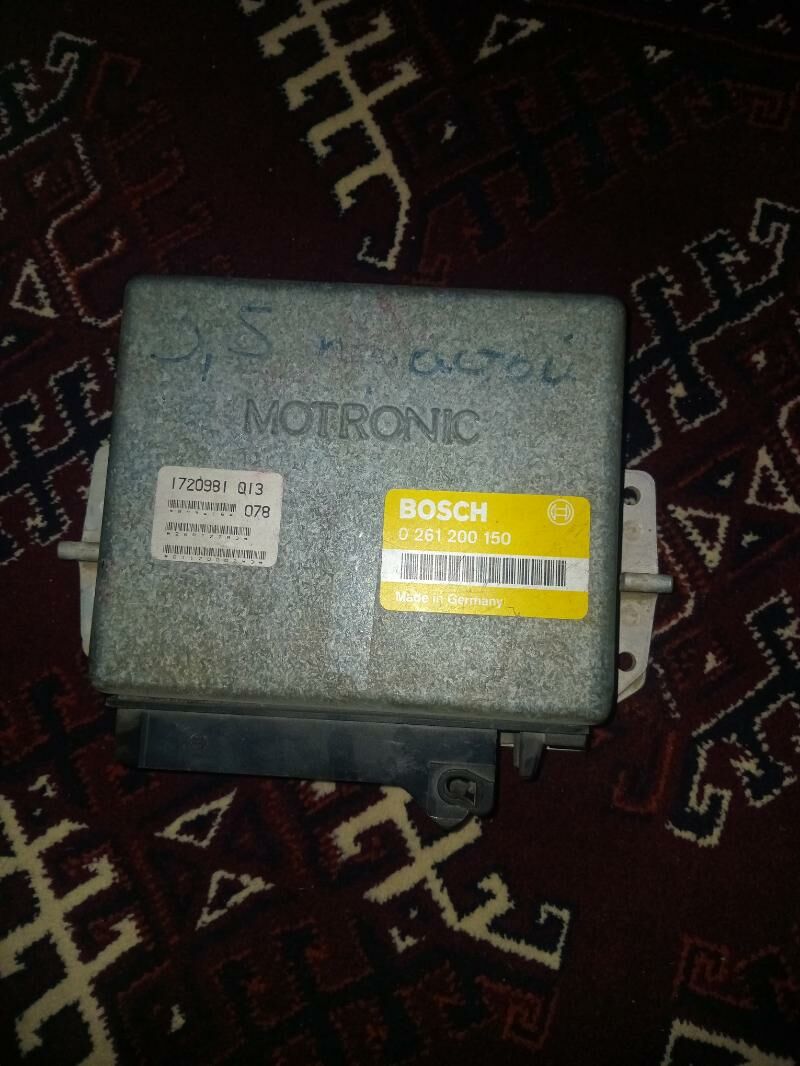 3,5
MOTRONIC
1720981 Q13
078
BOSCH
0 261 200 150
Made in Germany